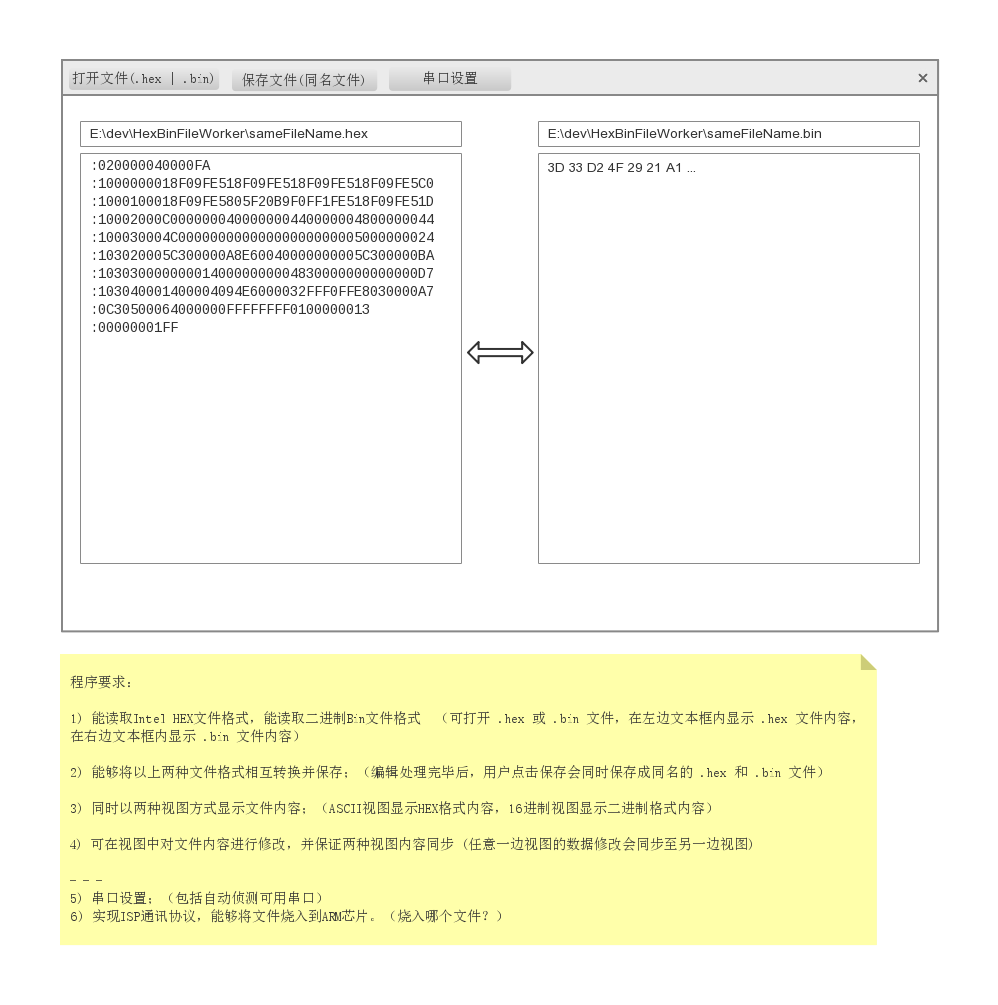 打开文件(.hex | .bin) 保存文件(同名文件) 串口设置 ×
E:\dev\HexBinFileWorker\sameFileName.hex
:020000040000FA
:1000000018F09FE518F09FE518F09FE518F09FE5C0
:1000100018F09FE5805F20B9F0FF1FE518F09FE51D
:10002000C0000000400000004400000048000000​44
:100030004C0000000000000000000000500000​0024
:103020005C300000A8E60040000000005C300000BA
:10303000000001400000000048300000000000​00D7
:103040001400004094E6000032FFF0FFE8030000A7
:0C30500064000000FFFFFFFF0100000013
:00000001FF
E:\dev\HexBinFileWorker\sameFileName.bin
3D 33 D2 4F 29 21 A1 ...
程序要求:
1) 能读取Intel HEX文件格式, 能读取二进制Bin文件格式 （可打开 .hex 或 .bin 文件, 在左边文本框内显示 .hex 文件内容,
在右边文本框内显示 .bin 文件内容）
2) 能够将以上两种文件格式相互转换并保存; （编辑处理完毕后, 用户点击保存会同时保存成同名的 .hex 和 .bin 文件）
3) 同时以两种视图方式显示文件内容; （ASCII视图显示HEX格式内容, 16进制视图显示二进制格式内容）
4) 可在视图中对文件内容进行修改, 并保证两种视图内容同步 (任意一边视图的数据修改会同步至另一边视图)
- - -
5) 串口设置; （包括自动侦测可用串口）
6) 实现ISP通讯协议, 能够将文件烧入到ARM芯片。（烧入哪个文件? ）